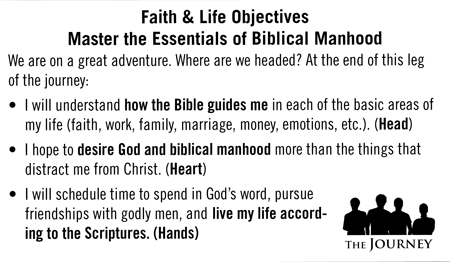 Faith & Life Objectives
Master the Essentials of Biblical Manhood
We are on a great adventure. Where are we headed? At the end of this leg
of the journey:
• I will understand how the Bible guides me in each of the basic areas of
my life (faith, work, family, marriage, money, emotions, etc.). (Head)
• I hope to desire God and biblical manhood more than the things that
distract me from Christ. (Heart)
• I will schedule time to spend in God's word, pursue
friendships with godly men, and live my life accord-
ing to the Scriptures. (Hands)
THE JOURNEY